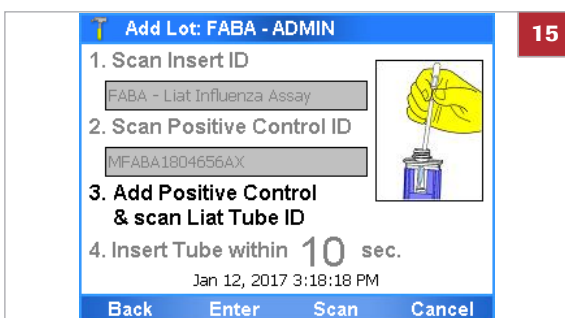 Add Lot: FABA - ADMIN
15
1. Scan Insert ID
FABA - Liat Influenza Assay
2. Scan Positive Control ID
MFABA1804656AX
3. Add Positive Control
& scan Liat Tube ID
4. Insert Tube within 10 sec.
Jan 12, 2017 3:18:18 PM
Back Enter Scan Cancel